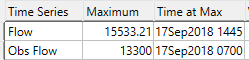 Time Series Maximum Time at Max
Flow 15533.21 17Sep2018 1445
Obs Flow 13300 17Sep2018 0700